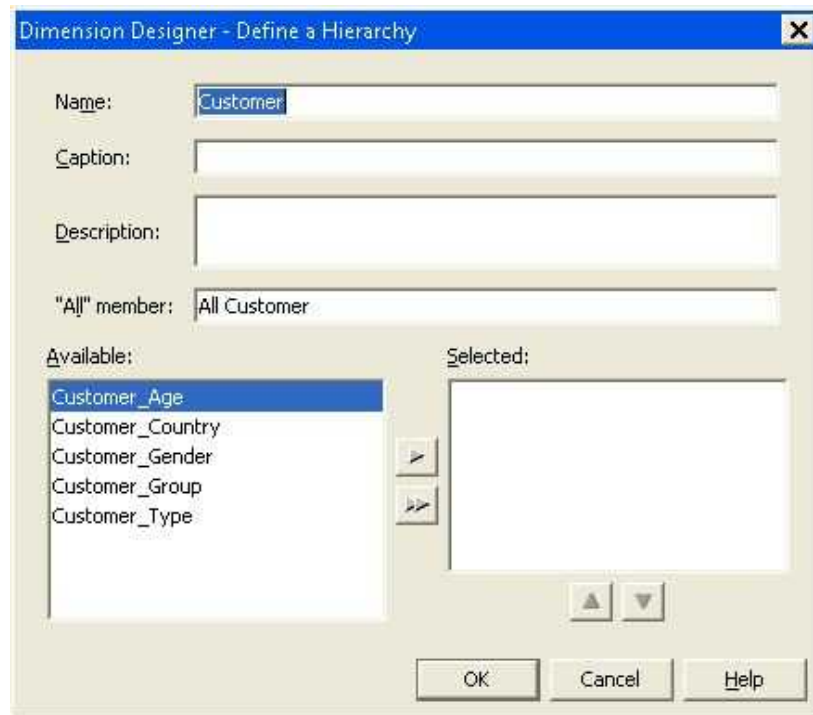 Dimension Designer - Define a Hierarchy
Name: Customer
Caption:
Description:
"All" member: All Customer
Available: Selected:
Customer_Age
Customer_Country
Customer_Gender
Customer_Group
Customer_Type
OK Cancel Help